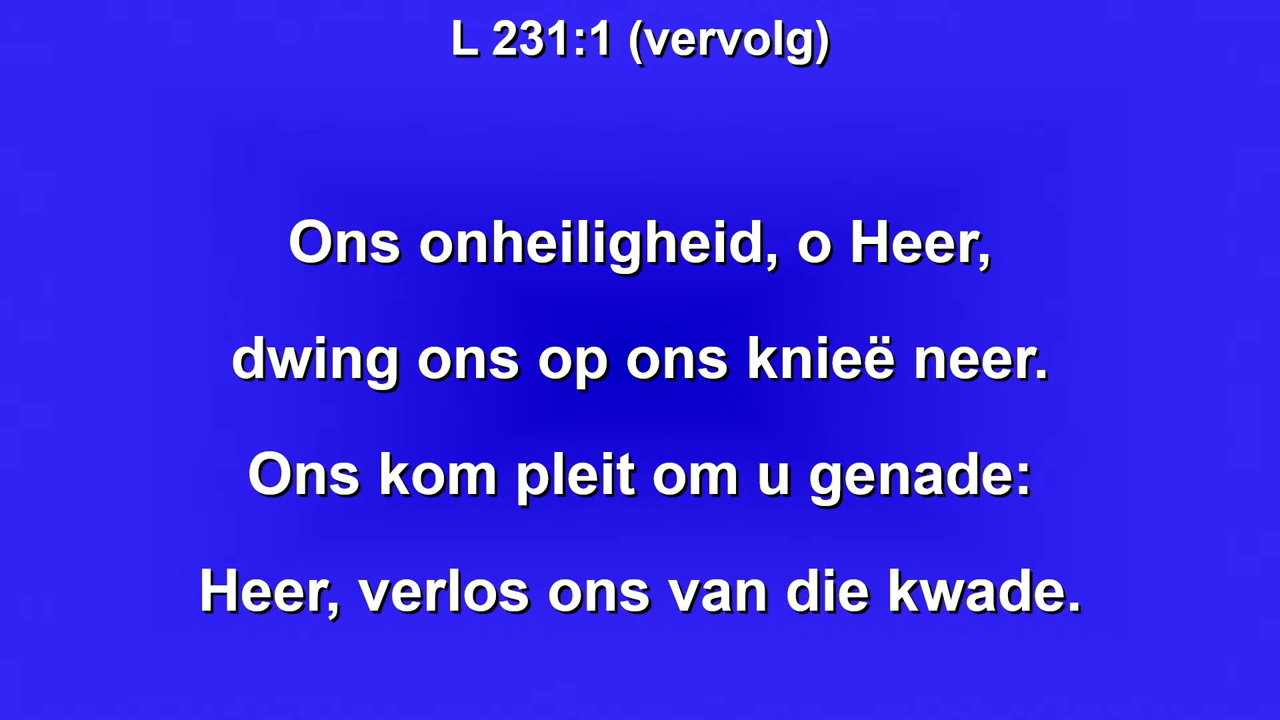 L 231:1 (vervolg)
Ons onheiligheid, o Heer,
dwing ons op ons knieë neer.
Ons kom pleit om u genade:
Heer, verlos ons van die kwade.